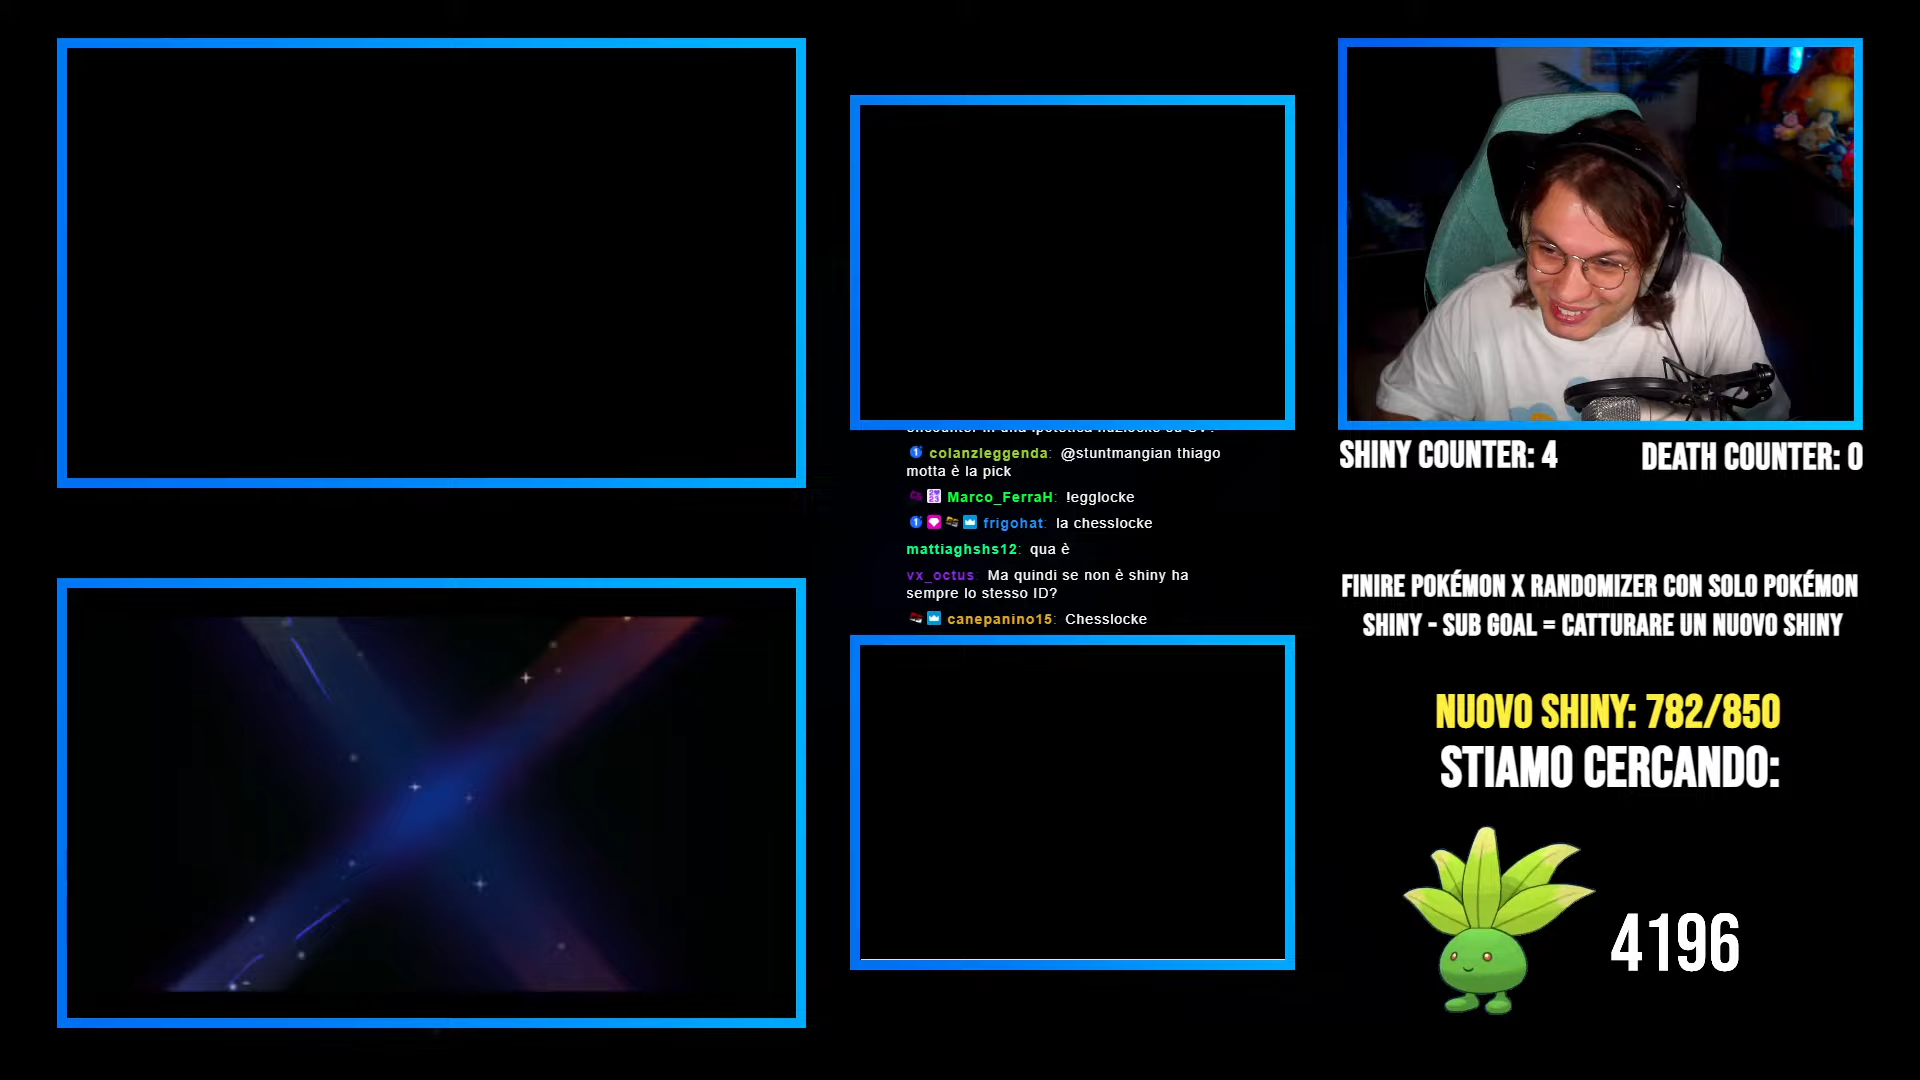 colanzleggenda: @stuntmangian thiago
motta è la pick
Marco_FerraH: !egglocke
frigohat: la chesslocke
mattiaghshs12: qua è
vx_octus: Ma quindi se non è shiny ha
sempre lo stesso ID?
canepanino15: Chesslocke
SHINY COUNTER: 4
DEATH COUNTER: 0
FINIRE POKÉMON X RANDOMIZER CON SOLO POKÉMON
SHINY - SUB GOAL = CATTURARE UN NUOVO SHINY
NUOVO SHINY: 782/850
STIAMO CERCANDO:
4196